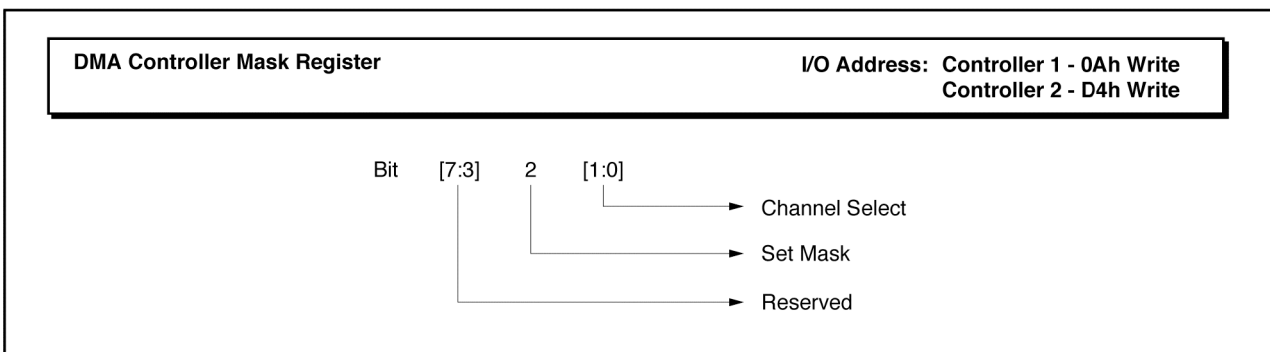 DMA Controller Mask Register
I/O Address: Controller 1 - 0Ah Write
Controller 2 - D4h Write
Bit [7:3] 2 [1:0]
Channel Select
Set Mask
Reserved